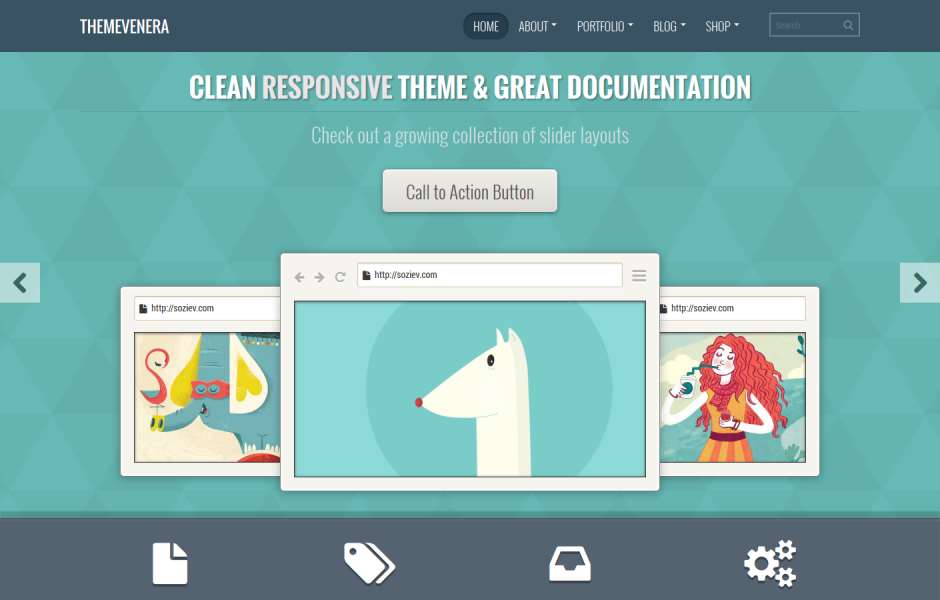 THEMEVENERA
HOME ABOUT PORTFOLIO BLOG SHOP Search
CLEAN RESPONSIVE THEME & GREAT DOCUMENTATION
Check out a growing collection of slider layouts
Call to Action Button
http://soziev.com
http://soziev.com
http://soziev.com